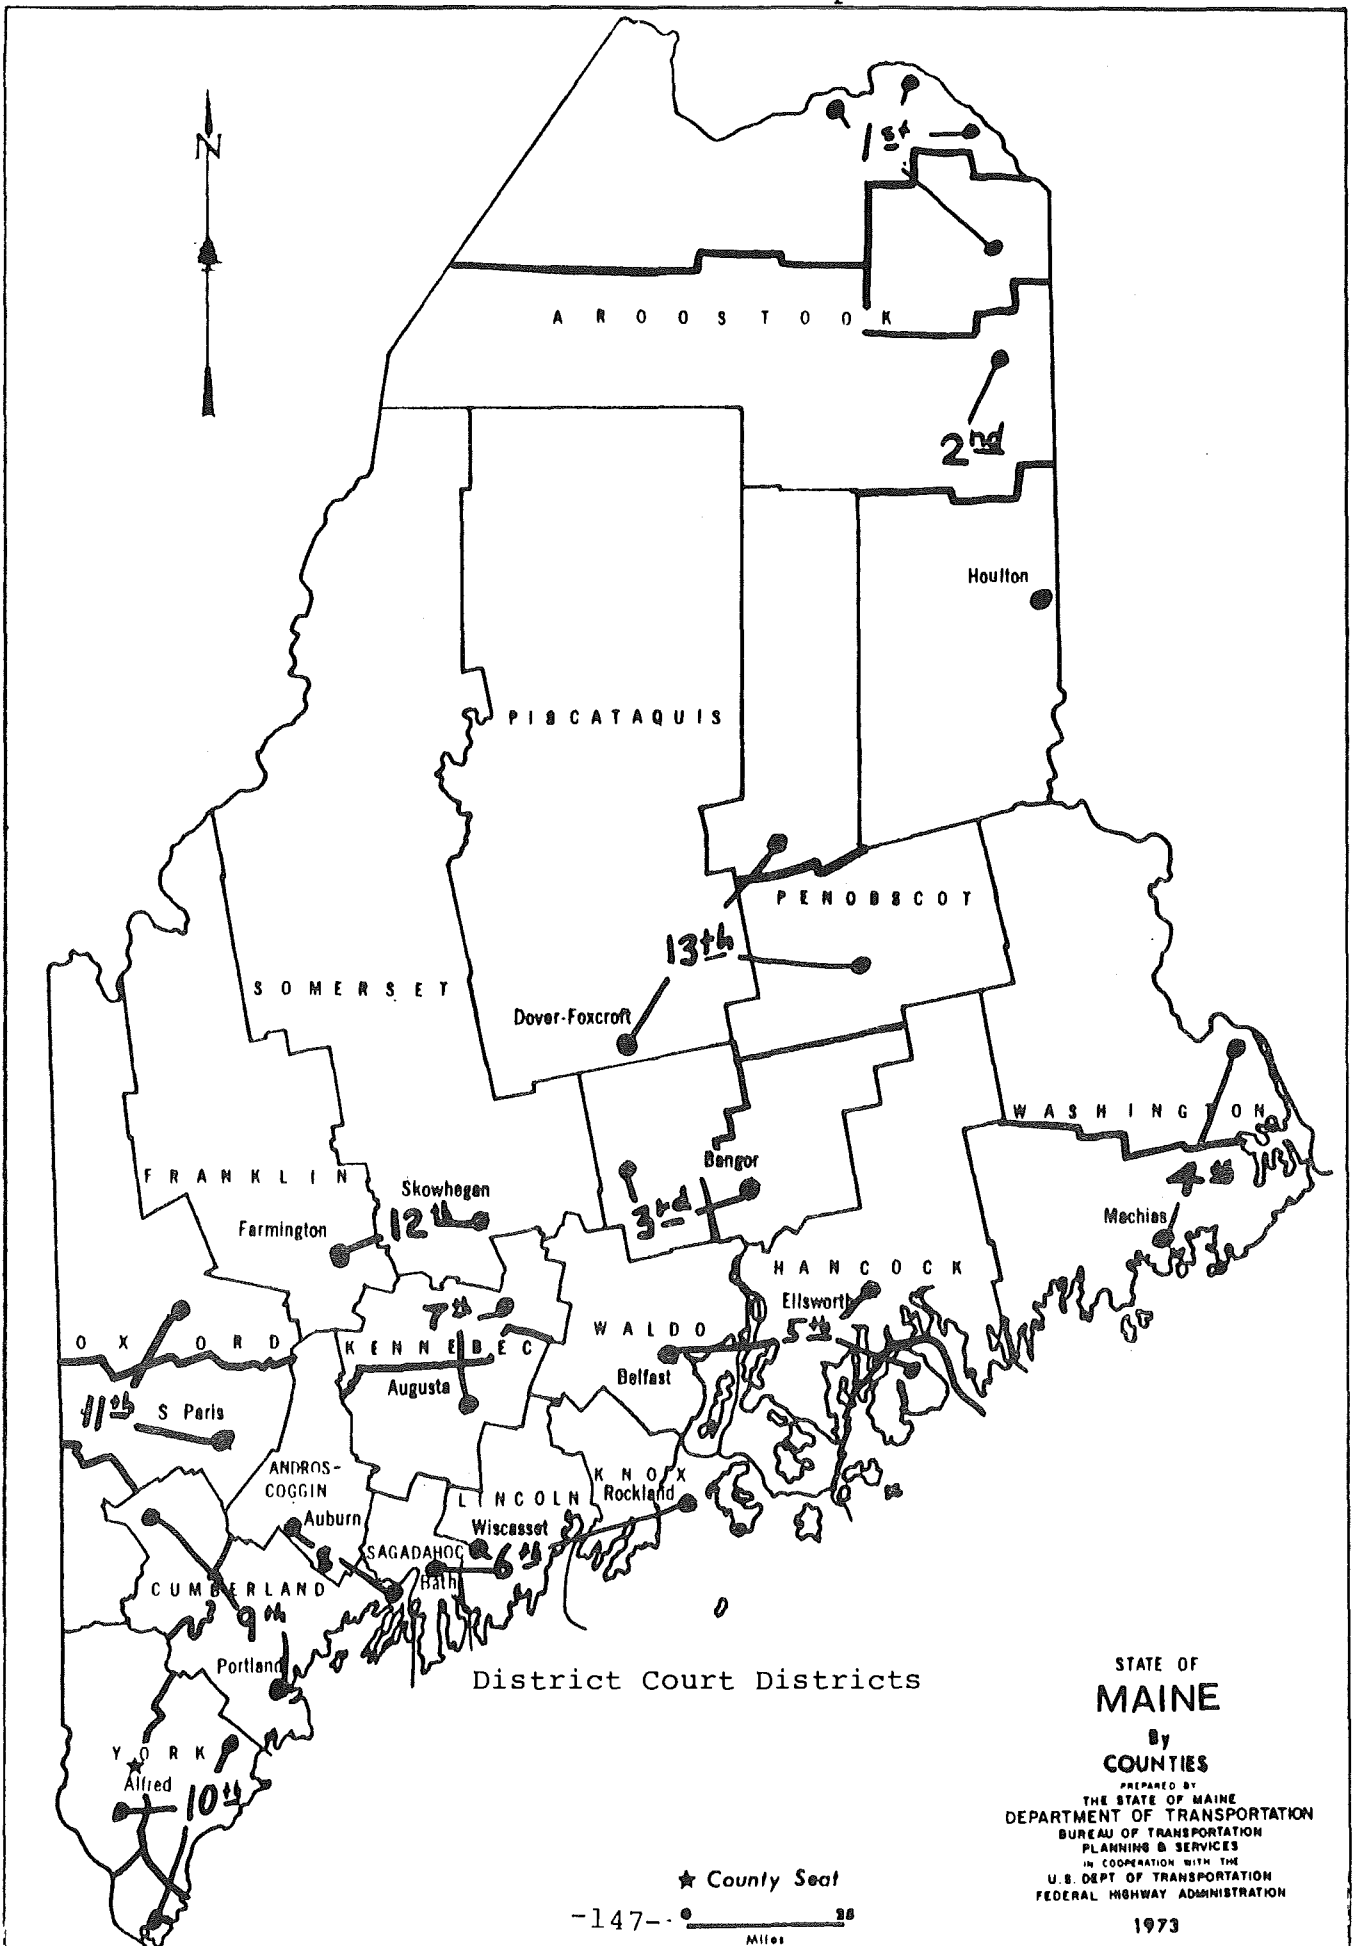 N
1st
AROOSTOOK
2nd
Houlton
PISCATAQUIS
PENOBSCOT
13th
SOMERSET
Dover-Foxcroft
WASHINGTON
FRANKLIN
Bangor
Skowhegan
3rd
4th
12th
Farmington
Machias
HANCOCK
7th
Ellsworth
OXFORD
KENNEBEC
WALDO
5th
Belfast
Augusta
11th
S Paris
ANDROS-
COGGIN
KNOX
LINCOLN
Rockland
Auburn
Wiscasset
8
SAGADAHOC
6th
Bath
CUMBERLAND
9th
Portland
District Court Districts
YORK
Alfred
10th
STATE OF
MAINE
By
COUNTIES
PREPARED BY
THE STATE OF MAINE
DEPARTMENT OF TRANSPORTATION
BUREAU OF TRANSPORTATION
PLANNING & SERVICES
IN COOPERATION WITH THE
U.S. DEPT OF TRANSPORTATION
FEDERAL HIGHWAY ADMINISTRATION
1973
★ County Seat
-147-
0
Miles